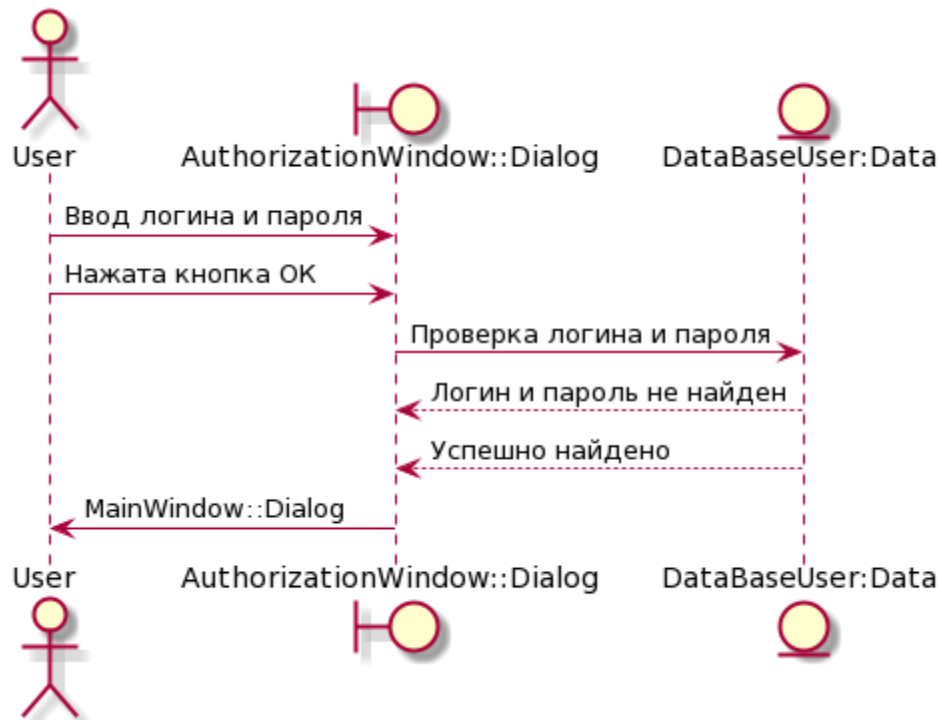 User
AuthorizationWindow::Dialog
DataBaseUser:Data
Ввод логина и пароля
Нажата кнопка ОК
Проверка логина и пароля
Логин и пароль не найден
Успешно найдено
MainWindow::Dialog
User
AuthorizationWindow::Dialog
DataBaseUser:Data